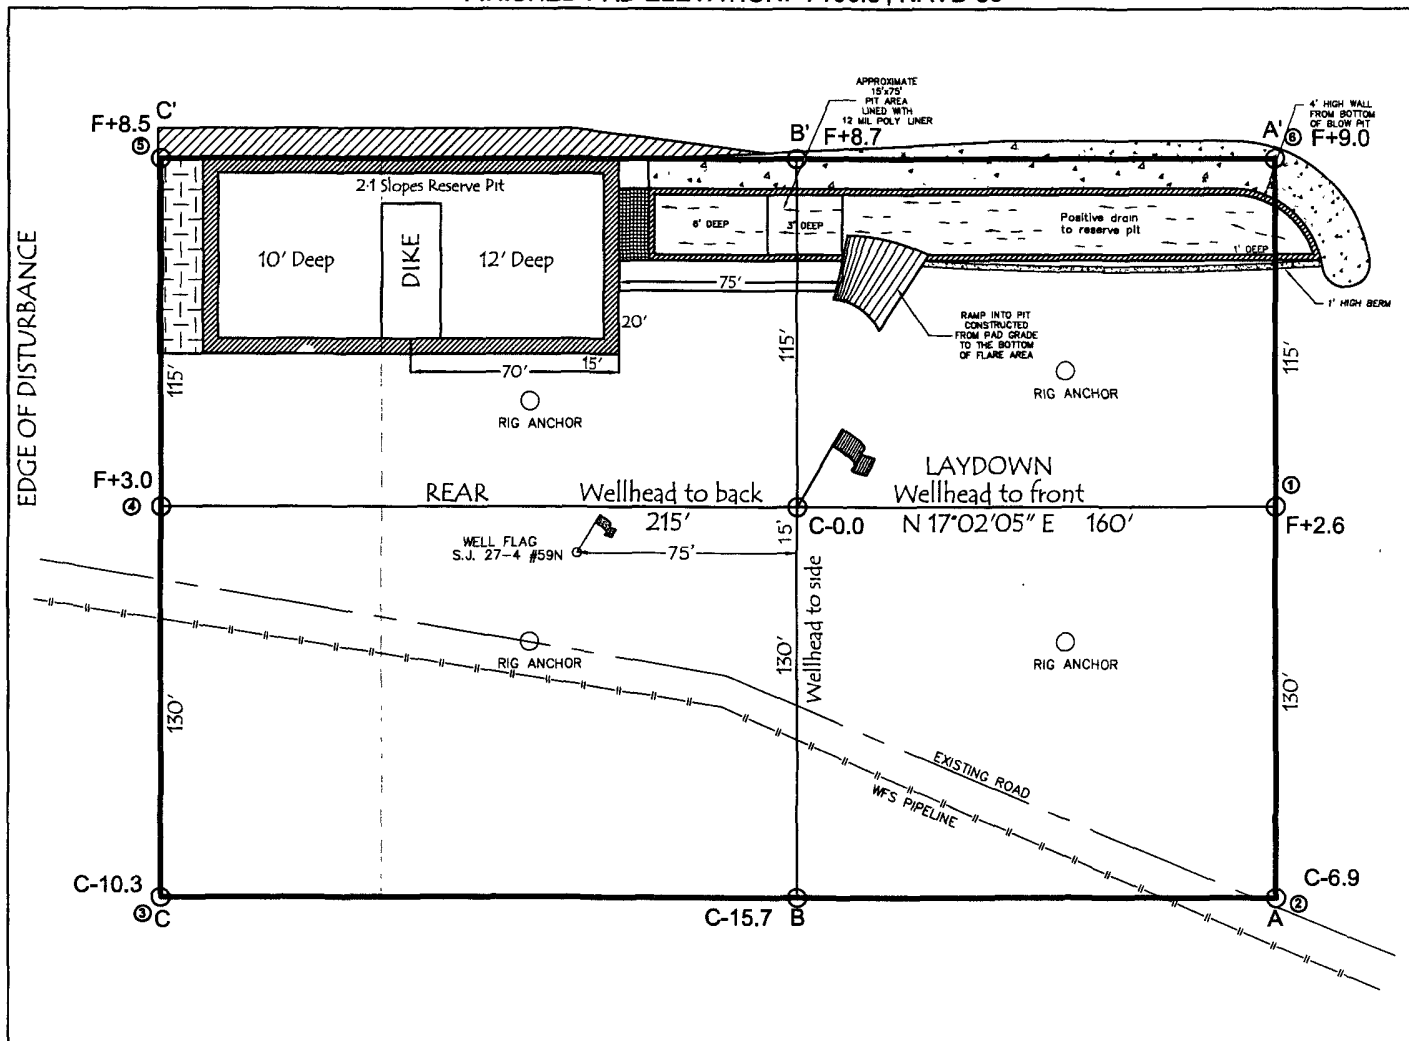 C'
F+8.5
⑤
APPROXIMATE
15'x75'
PIT AREA
LINED WITH
12 MIL POLY LINER
B'
F+8.7
4' HIGH WALL
FROM BOTTOM
OF BLOW PIT
A'
⑥
F+9.0
2:1 Slopes Reserve Pit
10' Deep
DIKE
12' Deep
6' DEEP
3' DEEP
Positive drain
to reserve pit
1' DEEP
1' HIGH BERM
75'
20'
15'
70'
RAMP INTO PIT
CONSTRUCTED
FROM PAD GRADE
TO THE BOTTOM
OF FLARE AREA
115'
115'
115'
EDGE OF DISTURBANCE
RIG ANCHOR
RIG ANCHOR
F+3.0
④
REAR
Wellhead to back
215'
LAYDOWN
Wellhead to front
N 17°02'05" E 160'
C-0.0
①
F+2.6
WELL FLAG
S.J. 27-4 #59N
75'
15'
Wellhead to side
130'
130'
130'
RIG ANCHOR
RIG ANCHOR
EXISTING ROAD
WFS PIPELINE
C-10.3
③
C
C-15.7
B
C-6.9
②
A